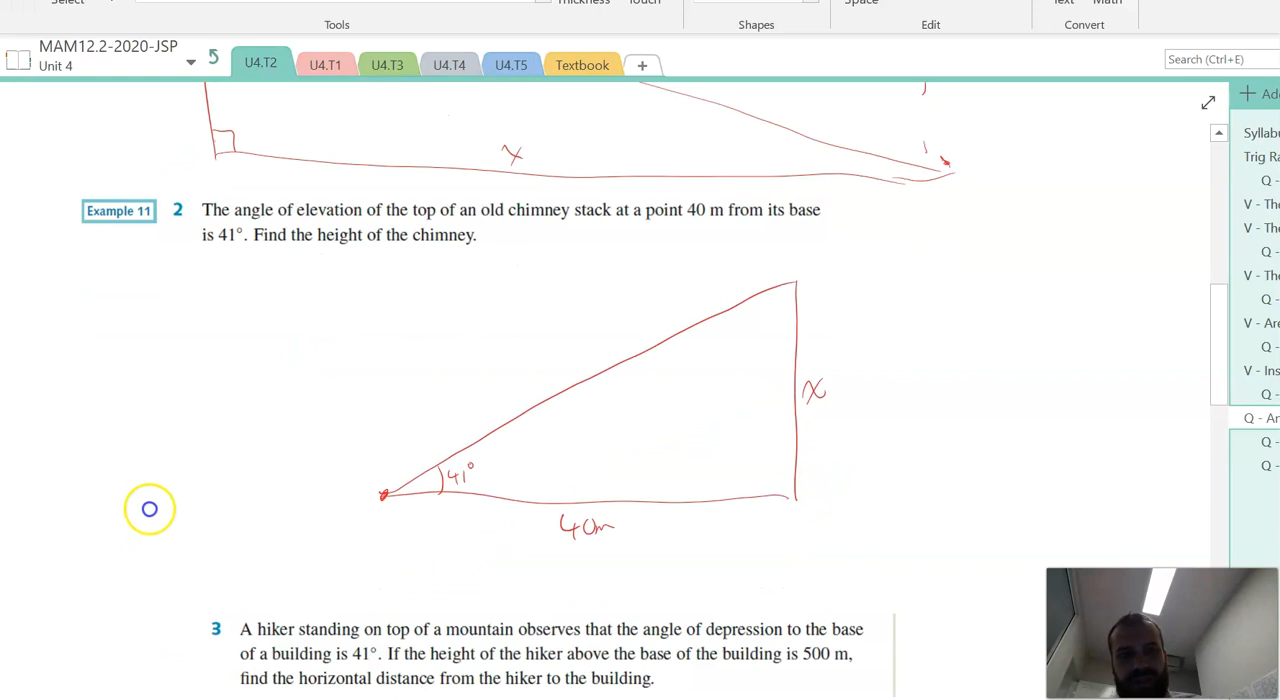 Select
Thickness
Touch
Space
Text
Math
Tools
Shapes
Edit
Convert
MAM12.2-2020-JSP
Unit 4
U4.T2
U4.T1
U4.T3
U4.T4
U4.T5
Textbook
+
Search (Ctrl+E)
x
Example 11
2 The angle of elevation of the top of an old chimney stack at a point 40 m from its base
is 41°. Find the height of the chimney.
x
41°
40m
3 A hiker standing on top of a mountain observes that the angle of depression to the base
of a building is 41°. If the height of the hiker above the base of the building is 500 m,
find the horizontal distance from the hiker to the building.
+ Ad
Syllab
Trig Ra
Q -
V - The
V - The
Q -
V - The
Q -
V - Are
Q -
V - Ins
Q -
Q - An
Q -
Q -